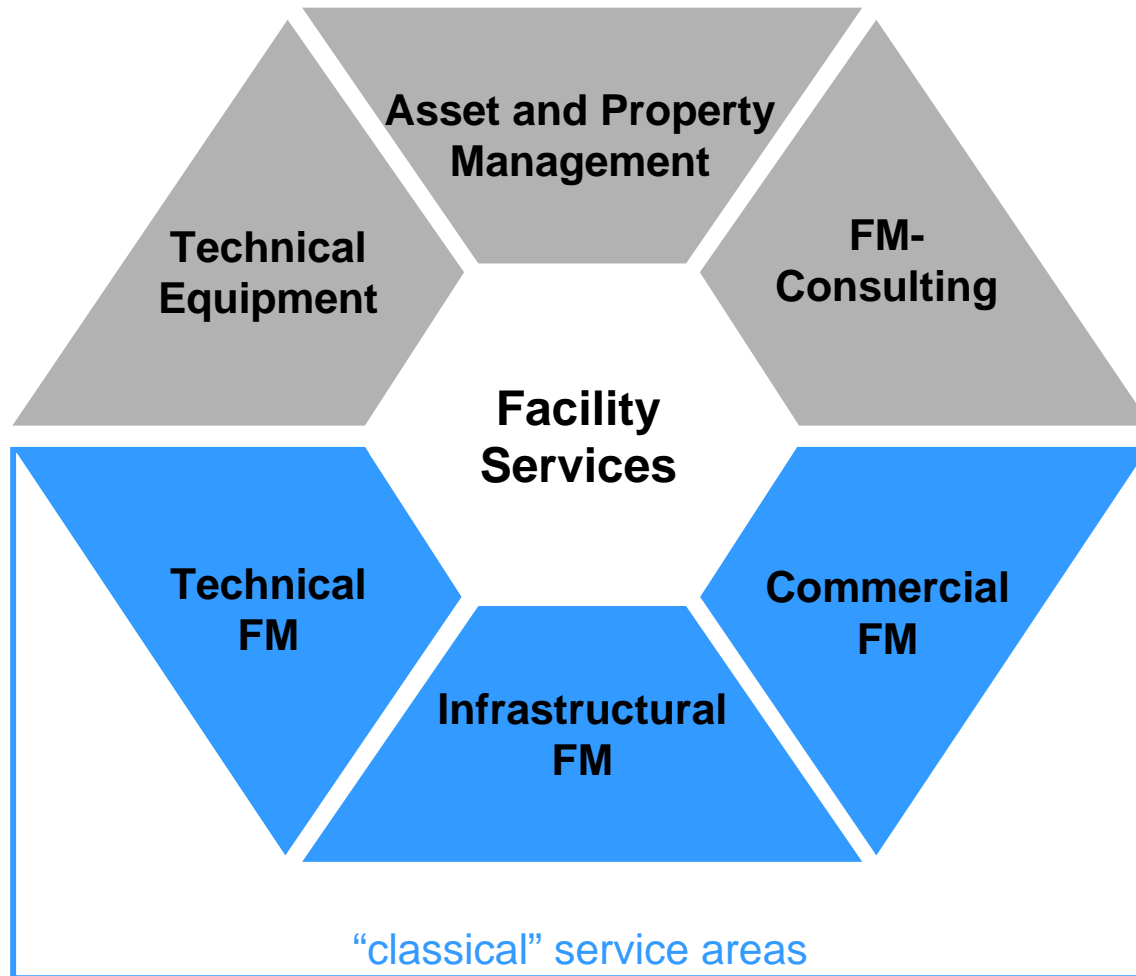 Asset and Property
Management
Technical
Equipment
FM-
Consulting
Facility
Services
Technical
FM
Infrastructural
FM
Commercial
FM
“classical” service areas